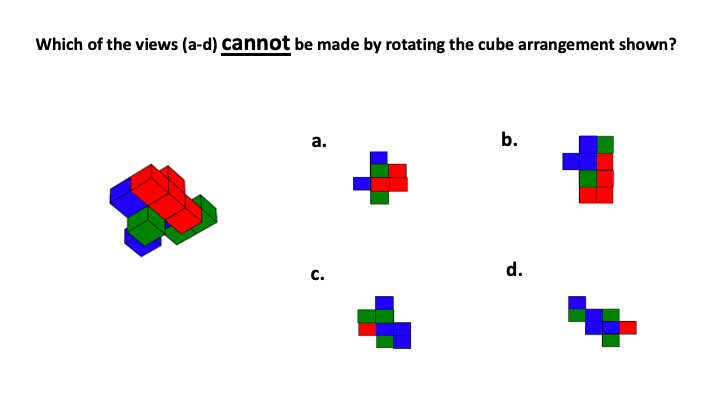 Which of the views (a-d) cannot be made by rotating the cube arrangement shown?
a.
b.
c.
d.